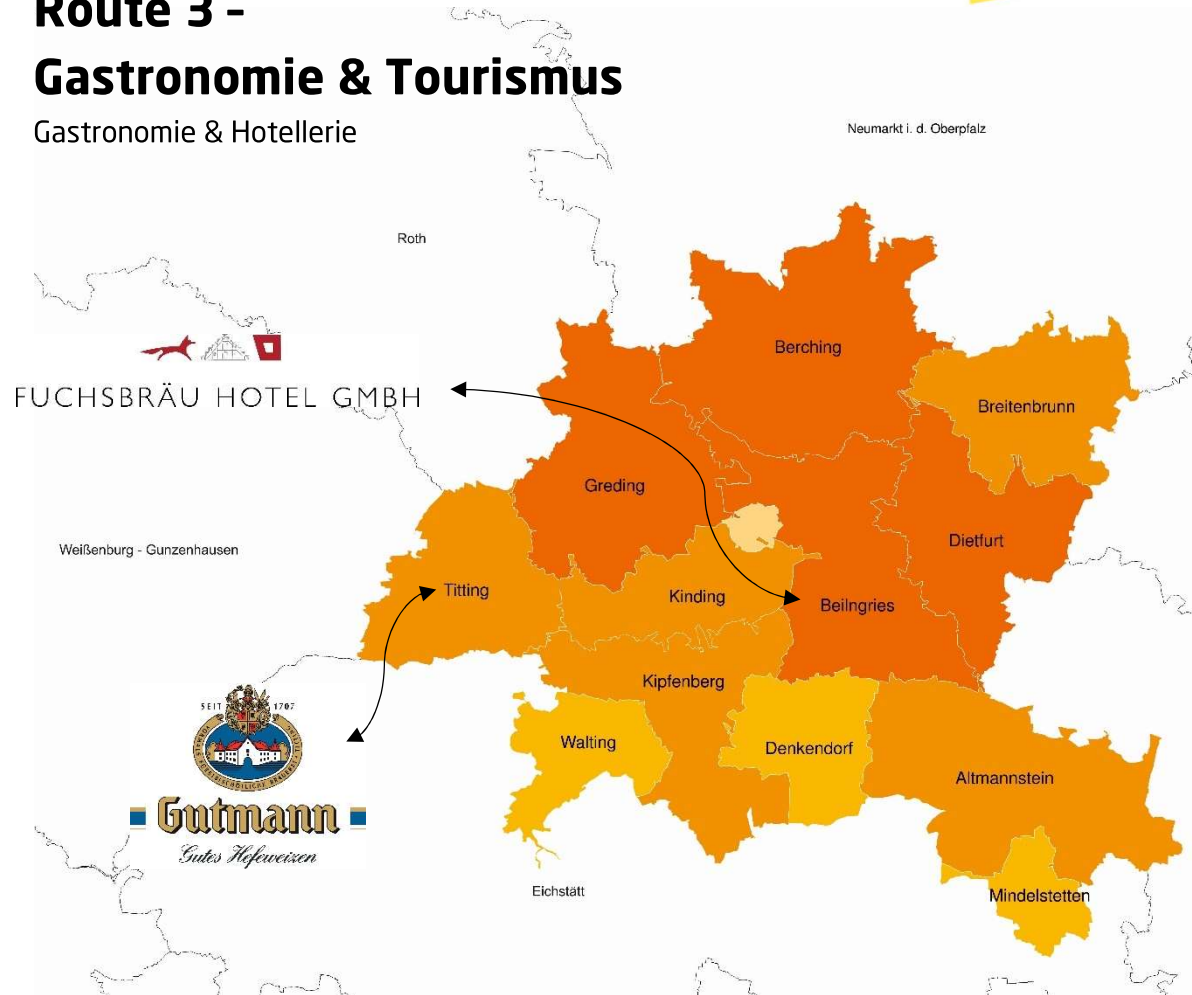 Route 3 –
Gastronomie & Tourismus
Gastronomie & Hotellerie
Neumarkt i. d. Oberpfalz
Roth
Berching
FUCHSBRÄU HOTEL GMBH
Breitenbrunn
Greding
Weißenburg - Gunzenhausen
Dietfurt
Titting
Kinding
Beilngries
Kipfenberg
SEIT 1707
Walting
Denkendorf
Altmannstein
Gutmann
Gutes Hefeweizen
Eichstätt
Mindelstetten